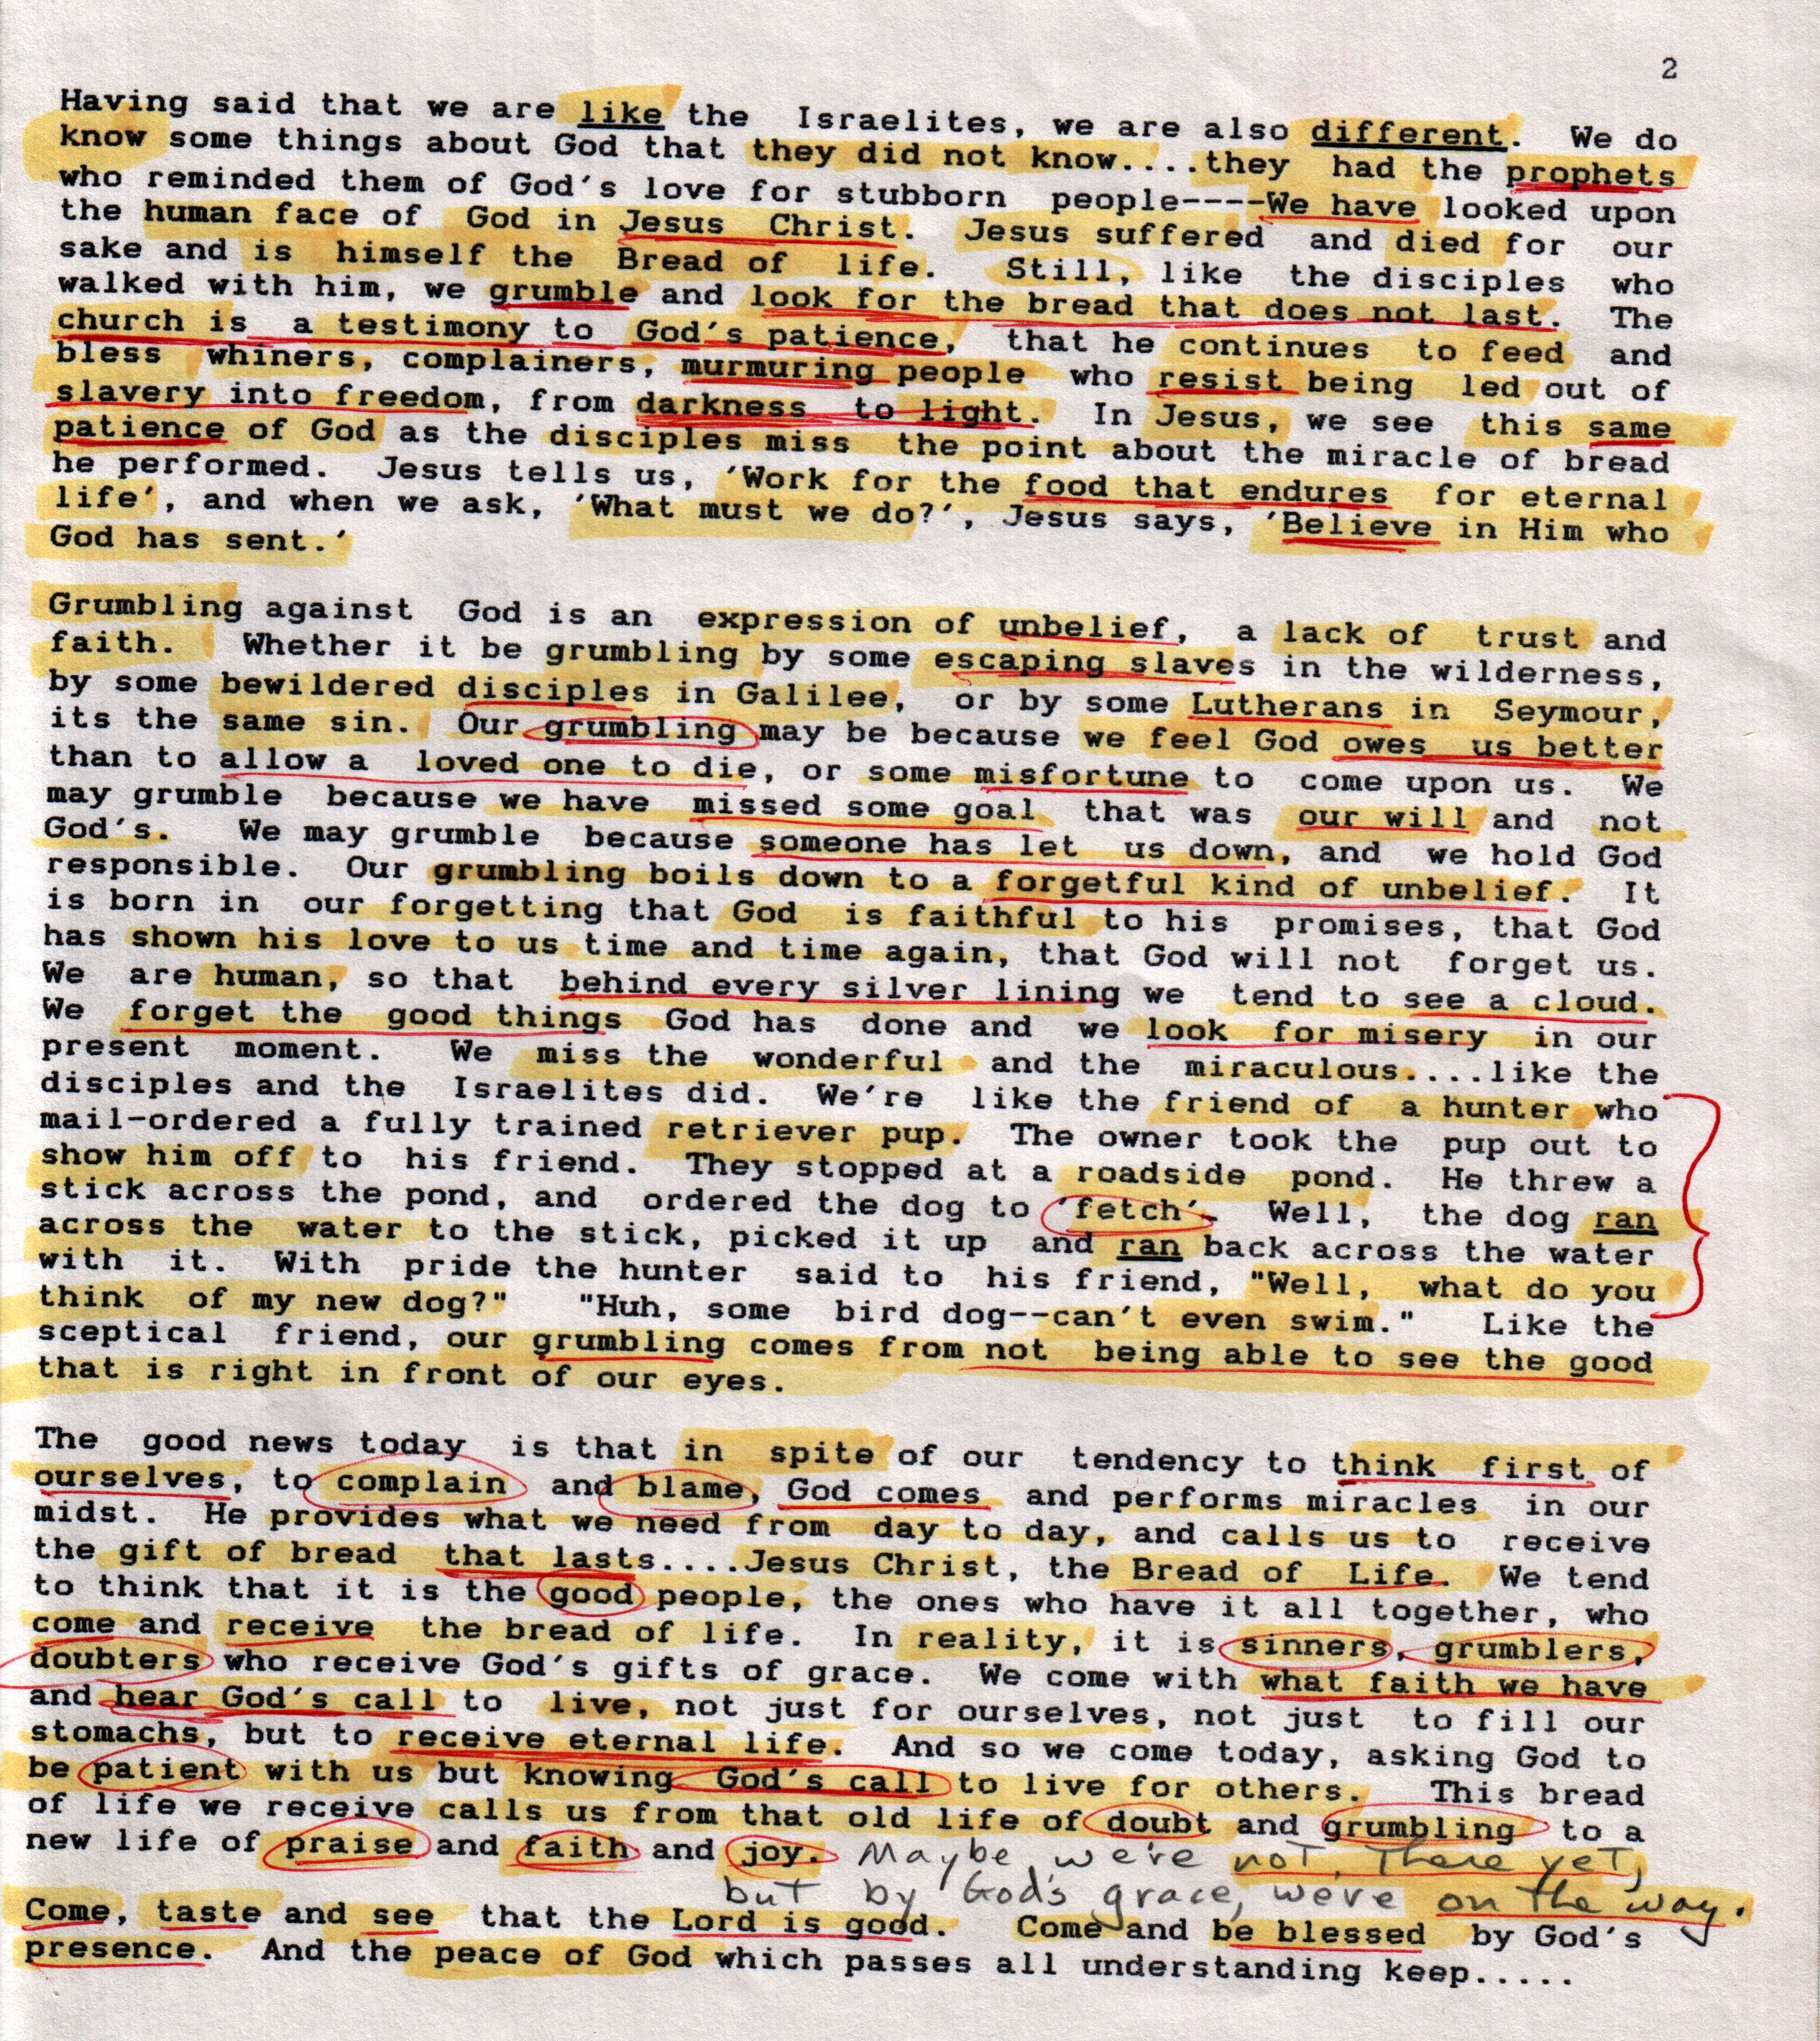 2
Having said that we are like the Israelites, we are also different. We do
know some things about God that they did not know....they had the prophets
who reminded them of God's love for stubborn people----We have looked upon
the human face of God in Jesus Christ. Jesus suffered and died for our
sake and is himself the Bread of life. Still, like the disciples who
walked with him, we grumble and look for the bread that does not last. The
church is a testimony to God's patience, that he continues to feed and
bless whiners, complainers, murmuring people who resist being led out of
slavery into freedom, from darkness to light. In Jesus, we see this same
patience of God as the disciples miss the point about the miracle of bread
he performed. Jesus tells us, 'Work for the food that endures for eternal
life', and when we ask, 'What must we do?', Jesus says, 'Believe in Him who
God has sent.'
Grumbling against God is an expression of unbelief, a lack of trust and
faith. Whether it be grumbling by some escaping slaves in the wilderness,
by some bewildered disciples in Galilee, or by some Lutherans in Seymour,
its the same sin. Our grumbling may be because we feel God owes us better
than to allow a loved one to die, or some misfortune to come upon us. We
may grumble because we have missed some goal that was our will and not
God's. We may grumble because someone has let us down, and we hold God
responsible. Our grumbling boils down to a forgetful kind of unbelief. It
is born in our forgetting that God is faithful to his promises, that God
has shown his love to us time and time again, that God will not forget us.
We are human, so that behind every silver lining we tend to see a cloud.
We forget the good things God has done and we look for misery in our
present moment. We miss the wonderful and the miraculous....like the
disciples and the Israelites did. We're like the friend of a hunter who
mail-ordered a fully trained retriever pup. The owner took the pup out to
show him off to his friend. They stopped at a roadside pond. He threw a
stick across the pond, and ordered the dog to 'fetch'. Well, the dog ran
across the water to the stick, picked it up and ran back across the water
with it. With pride the hunter said to his friend, "Well, what do you
think of my new dog?" "Huh, some bird dog--can't even swim." Like the
sceptical friend, our grumbling comes from not being able to see the good
that is right in front of our eyes.
The good news today is that in spite of our tendency to think first of
ourselves, to complain and blame, God comes and performs miracles in our
midst. He provides what we need from day to day, and calls us to receive
the gift of bread that lasts....Jesus Christ, the Bread of Life. We tend
to think that it is the good people, the ones who have it all together, who
come and receive the bread of life. In reality, it is sinners, grumblers,
doubters who receive God's gifts of grace. We come with what faith we have
and hear God's call to live, not just for ourselves, not just to fill our
stomachs, but to receive eternal life. And so we come today, asking God to
be patient with us but knowing God's call to live for others. This bread
of life we receive calls us from that old life of doubt and grumbling to a
new life of praise and faith and joy. Maybe we're not there yet,
but by God's grace, we're on the way.
Come, taste and see that the Lord is good. Come and be blessed by God's
presence. And the peace of God which passes all understanding keep.....